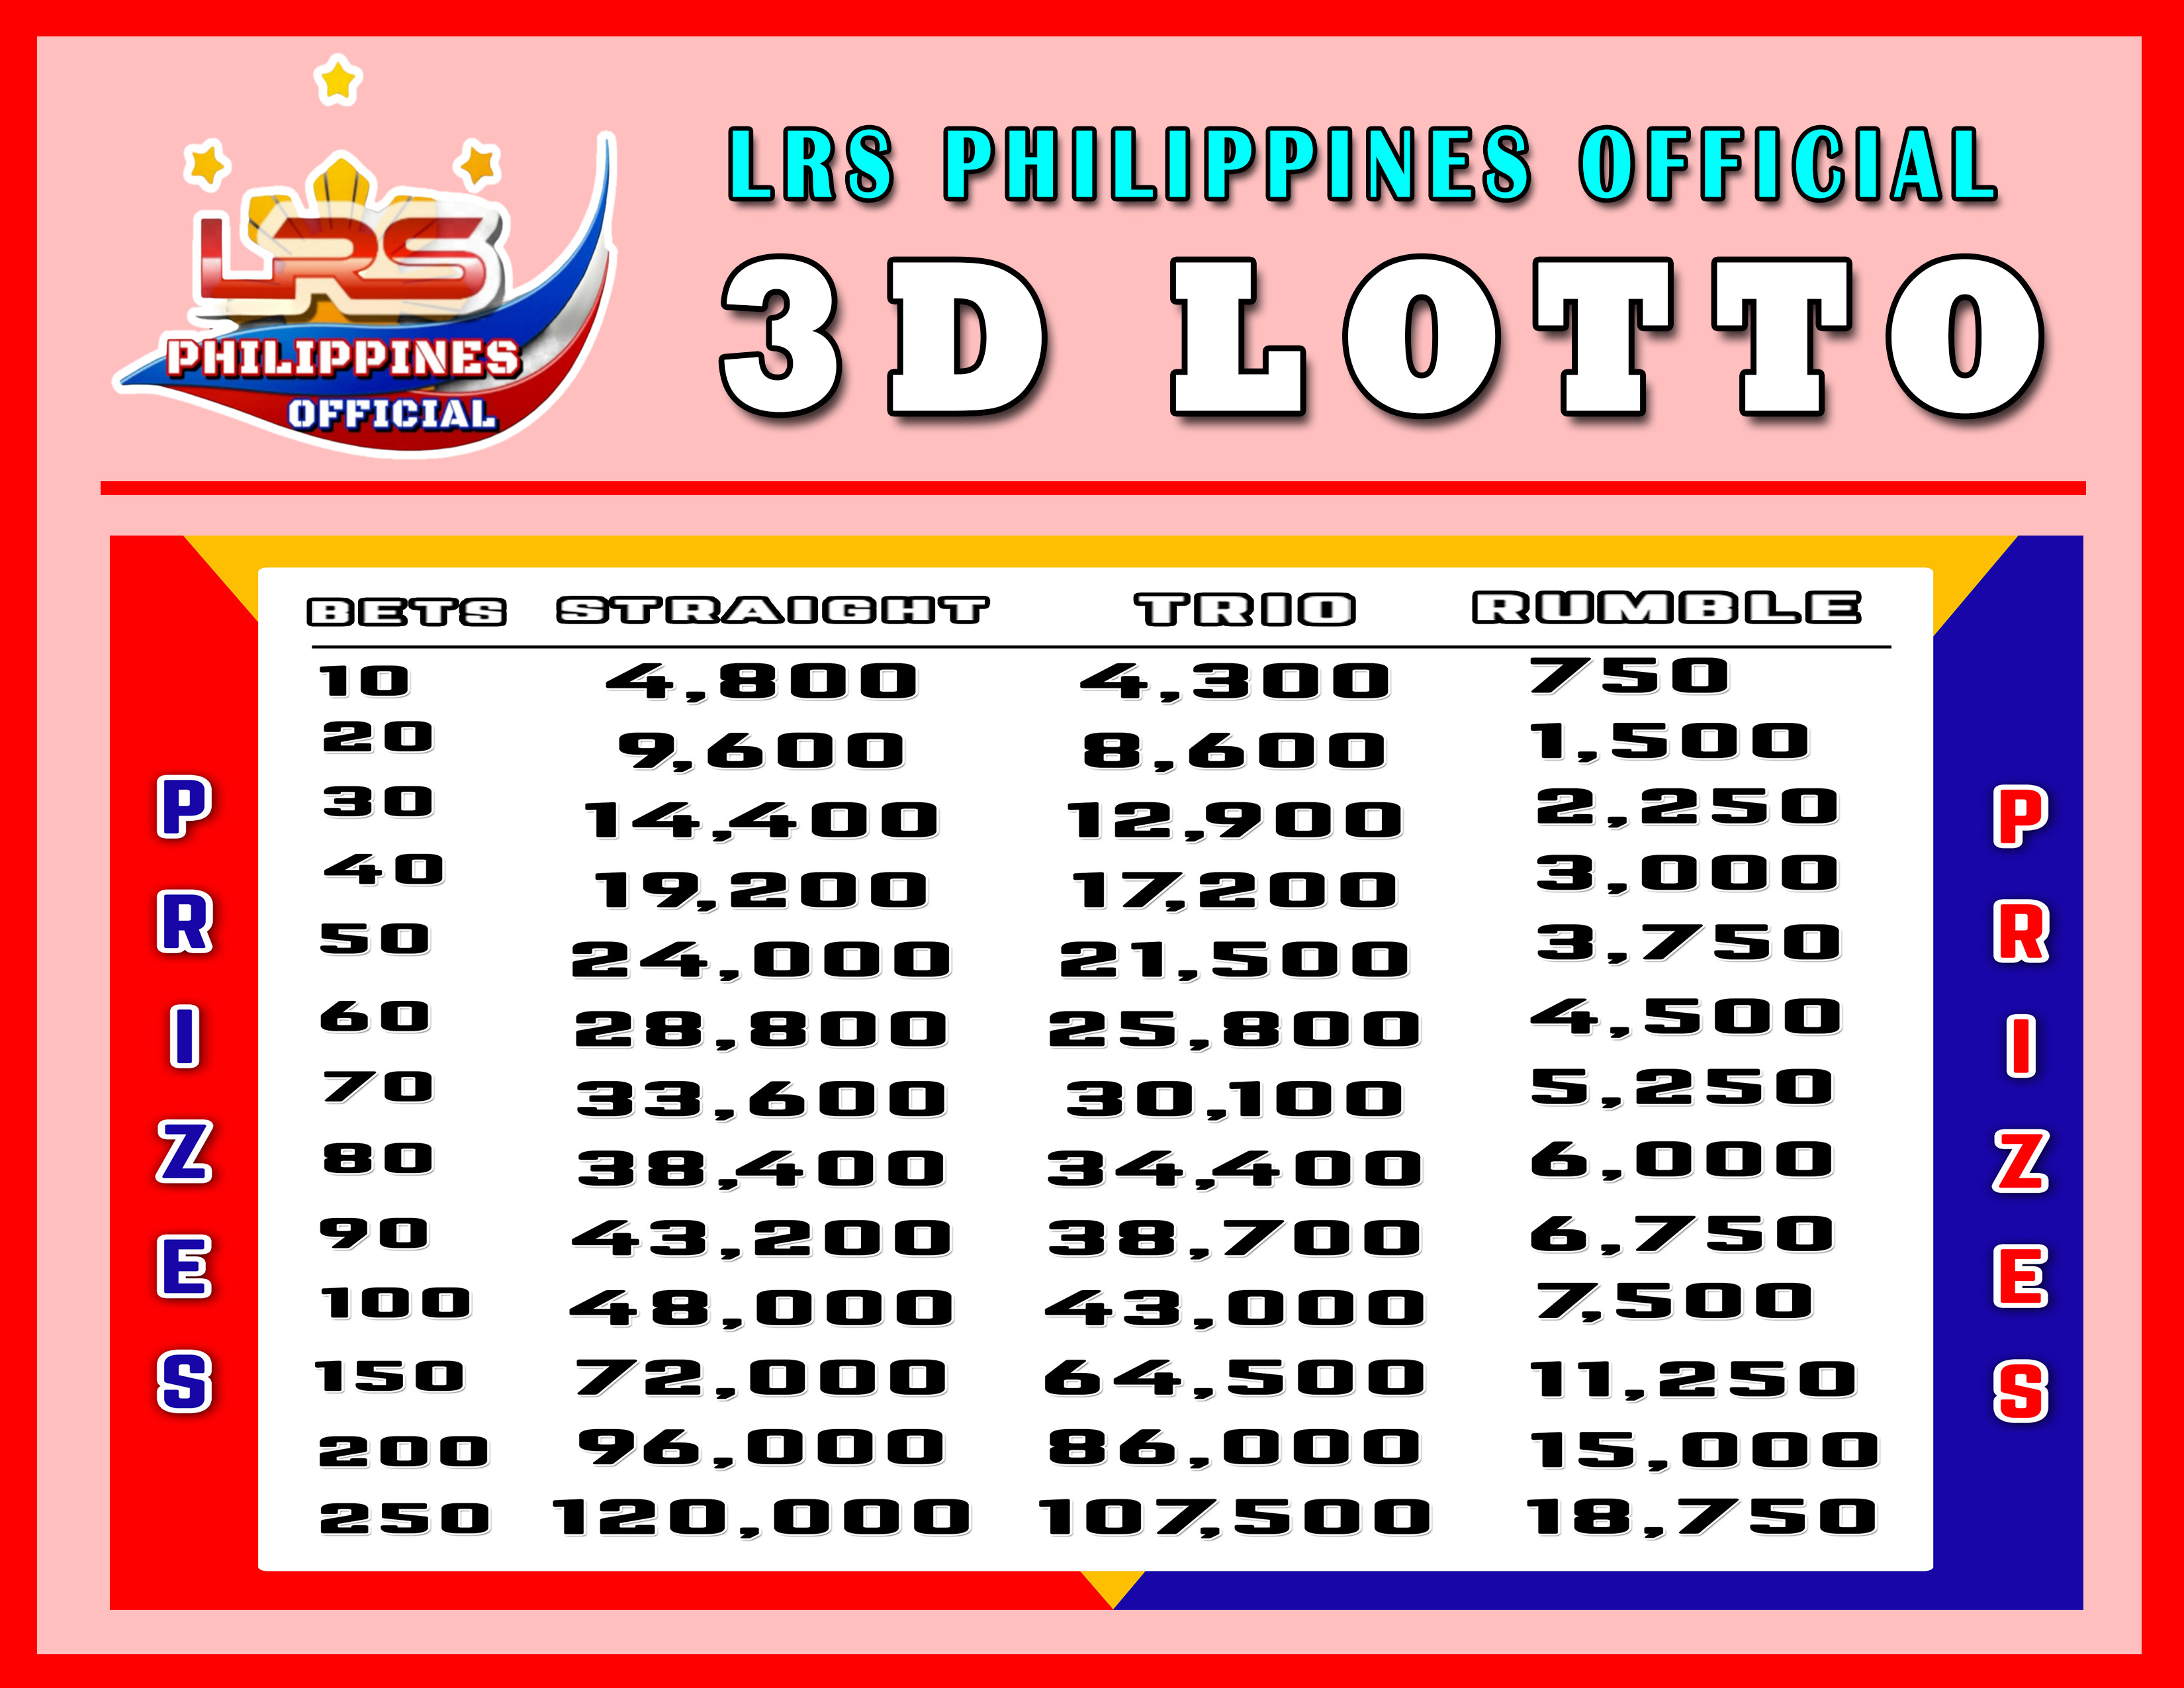 LRS
PHILIPPINES
OFFICIAL
LRS PHILIPPINES OFFICIAL
3D LOTTO
BETS STRAIGHT TRIO RUMBLE
10 4,800 4,300 750
20 9,600 8,600 1,500
30 14,400 12,900 2,250
40 19,200 17,200 3,000
50 24,000 21,500 3,750
60 28,800 25,800 4,500
70 33,600 30,100 5,250
80 38,400 34,400 6,000
90 43,200 38,700 6,750
100 48,000 43,000 7,500
150 72,000 64,500 11,250
200 96,000 86,000 15,000
250 120,000 107,500 18,750
PRIZES
PRIZES